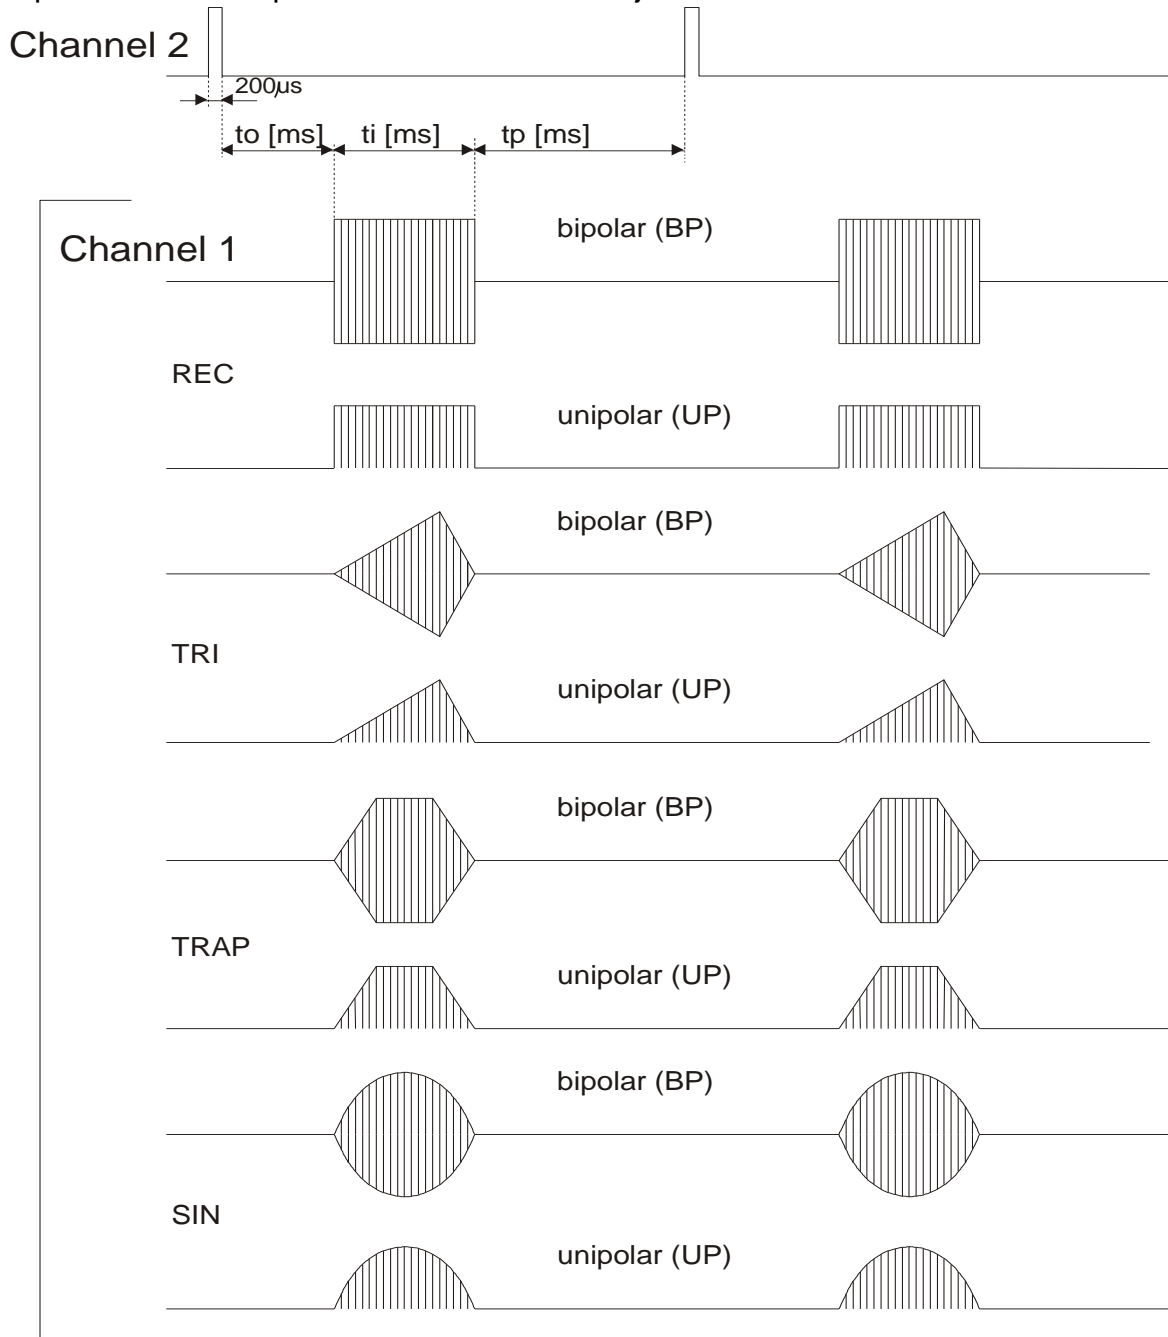 Channel 2
200µs
to [ms] ti [ms] tp [ms]
bipolar (BP)
Channel 1
REC
unipolar (UP)
bipolar (BP)
TRI
unipolar (UP)
bipolar (BP)
TRAP
unipolar (UP)
bipolar (BP)
SIN
unipolar (UP)